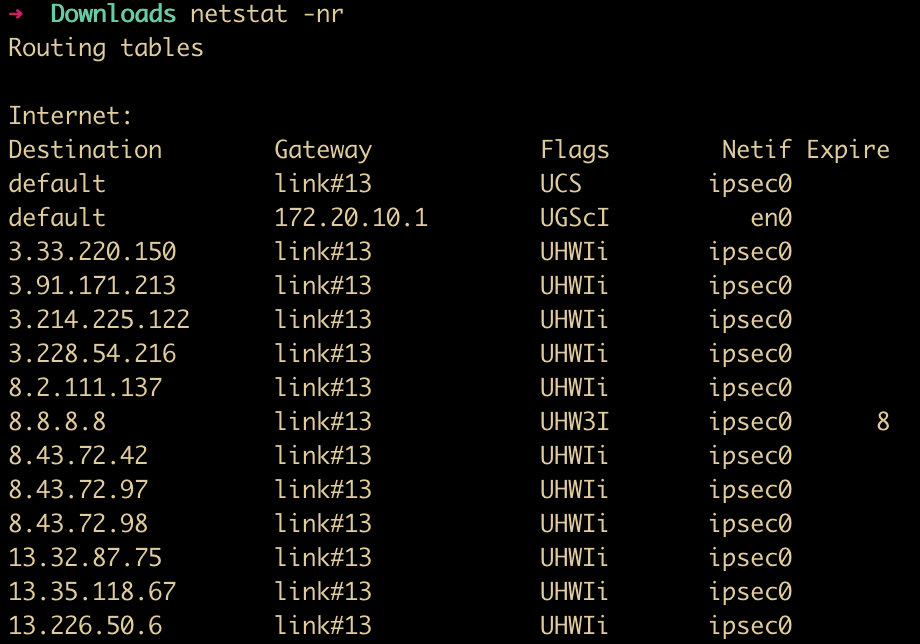 → Downloads netstat -nr
Routing tables

Internet:
Destination Gateway Flags Netif Expire
default link#13 UCS ipsec0
default 172.20.10.1 UGScI en0
3.33.220.150 link#13 UHWIi ipsec0
3.91.171.213 link#13 UHWIi ipsec0
3.214.225.122 link#13 UHWIi ipsec0
3.228.54.216 link#13 UHWIi ipsec0
8.2.111.137 link#13 UHWIi ipsec0
8.8.8.8 link#13 UHW3I ipsec0 8
8.43.72.42 link#13 UHWIi ipsec0
8.43.72.97 link#13 UHWIi ipsec0
8.43.72.98 link#13 UHWIi ipsec0
13.32.87.75 link#13 UHWIi ipsec0
13.35.118.67 link#13 UHWIi ipsec0
13.226.50.6 link#13 UHWIi ipsec0